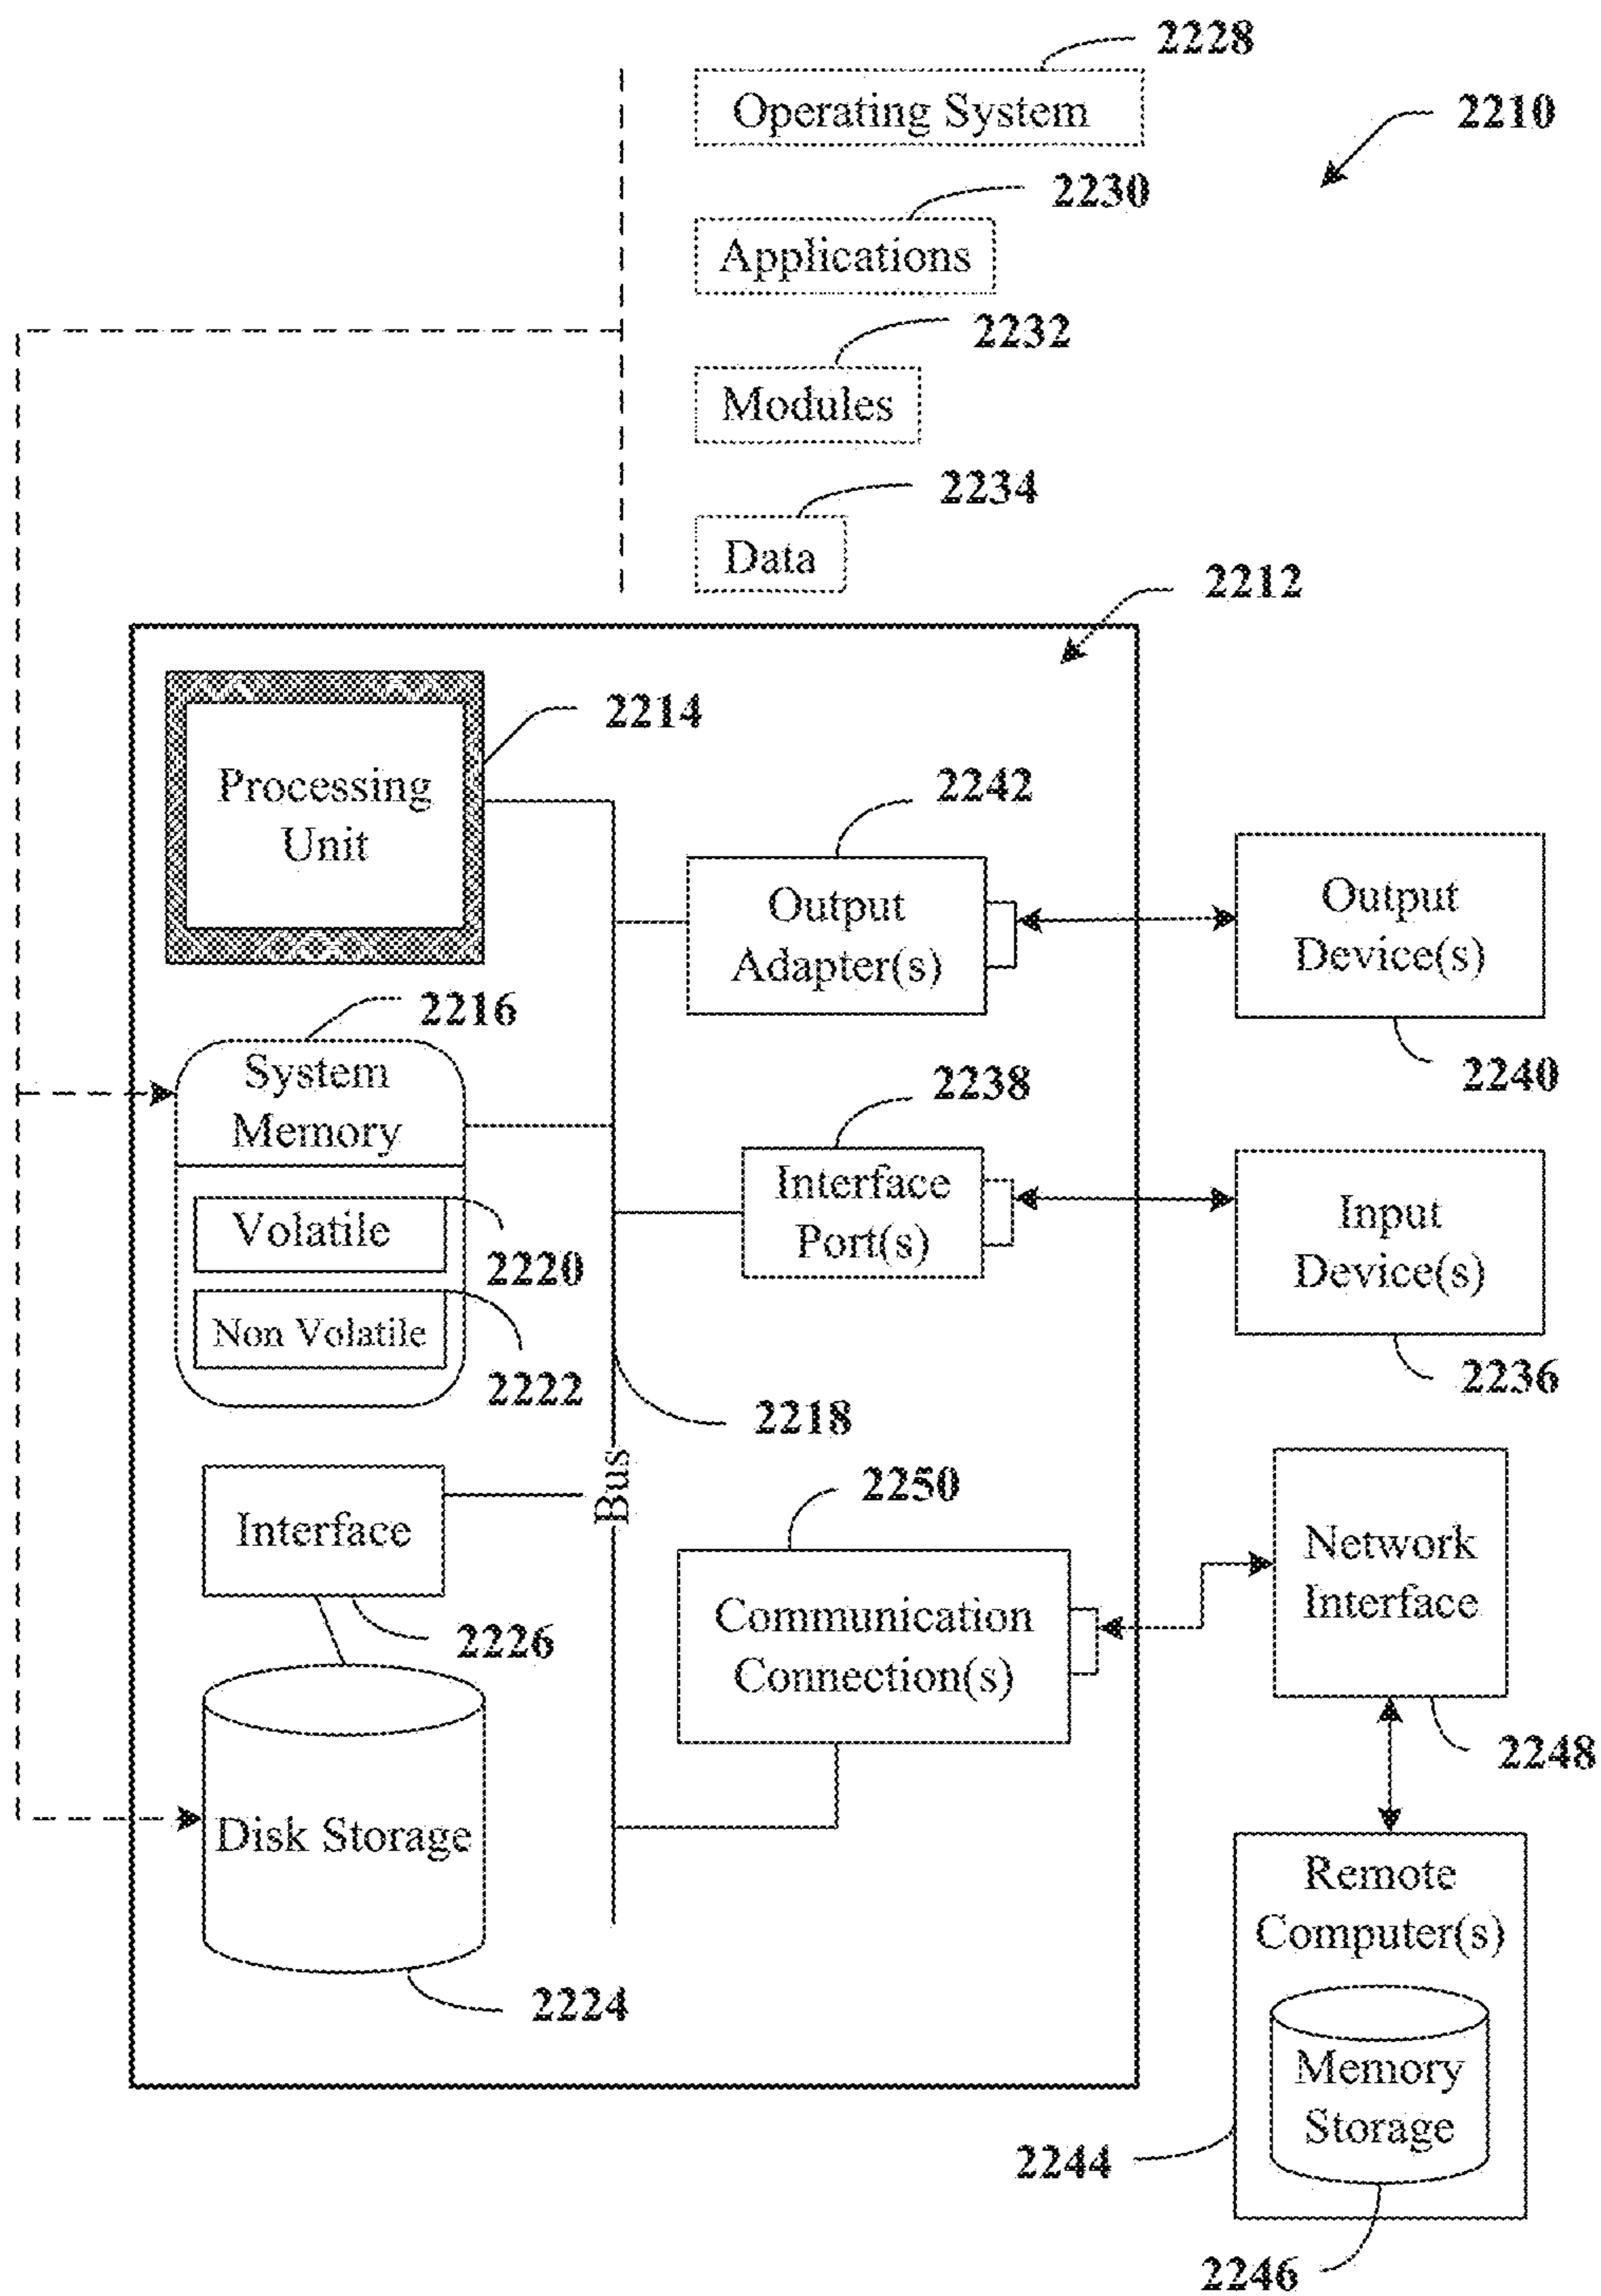 2228
Operating System
2210
2230
Applications
2232
Modules
2234
Data
2212
2214
Processing
Unit
2242
Output
Adapter(s)
Output
Device(s)
2240
2216
System
Memory
2238
Interface
Port(s)
Input
Device(s)
2236
Volatile
2220
Non Volatile
2222
2218
Bus
Interface
2226
2250
Communication
Connection(s)
Network
Interface
2248
Disk Storage
2224
Remote
Computer(s)
Memory
Storage
2244
2246